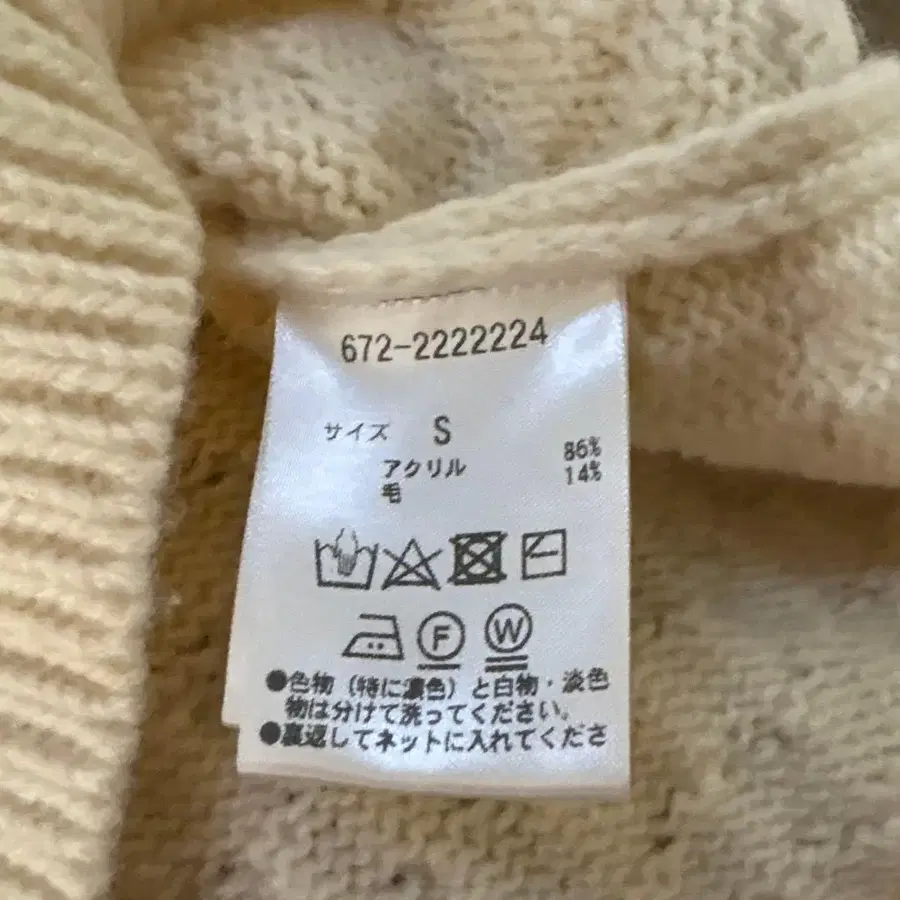 672-2222224
サイズ S
アクリル 86%
毛 14%
F W
●色物(特に濃色)と白物・淡色
物は分けて洗ってください。
●裏返してネットに入れてくださ